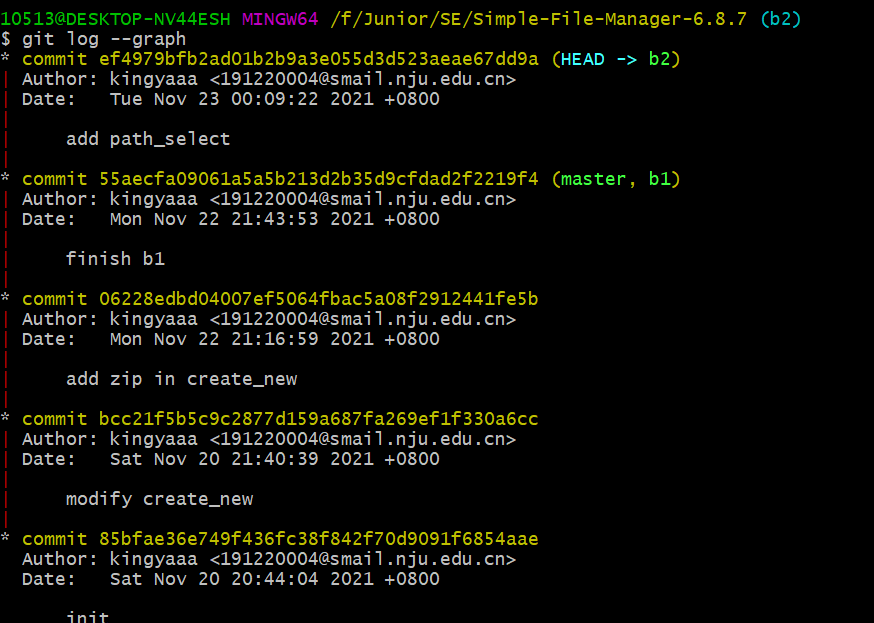 10513@DESKTOP-NV44ESH MINGW64 /f/Junior/SE/Simple-File-Manager-6.8.7 (b2)
$ git log --graph
* commit ef4979bfb2ad01b2b9a3e055d3d523aeae67dd9a (HEAD -> b2)
| Author: kingyaaa <191220004@smail.nju.edu.cn>
| Date:   Tue Nov 23 00:09:22 2021 +0800
|
|     add path_select
|
* commit 55aecfa09061a5a5b213d2b35d9cfdad2f2219f4 (master, b1)
| Author: kingyaaa <191220004@smail.nju.edu.cn>
| Date:   Mon Nov 22 21:43:53 2021 +0800
|
|     finish b1
|
* commit 06228edbd04007ef5064fbac5a08f2912441fe5b
| Author: kingyaaa <191220004@smail.nju.edu.cn>
| Date:   Mon Nov 22 21:16:59 2021 +0800
|
|     add zip in create_new
|
* commit bcc21f5b5c9c2877d159a687fa269ef1f330a6cc
| Author: kingyaaa <191220004@smail.nju.edu.cn>
| Date:   Sat Nov 20 21:40:39 2021 +0800
|
|     modify create_new
|
* commit 85bfae36e749f436fc38f842f70d9091f6854aae
  Author: kingyaaa <191220004@smail.nju.edu.cn>
  Date:   Sat Nov 20 20:44:04 2021 +0800

      init